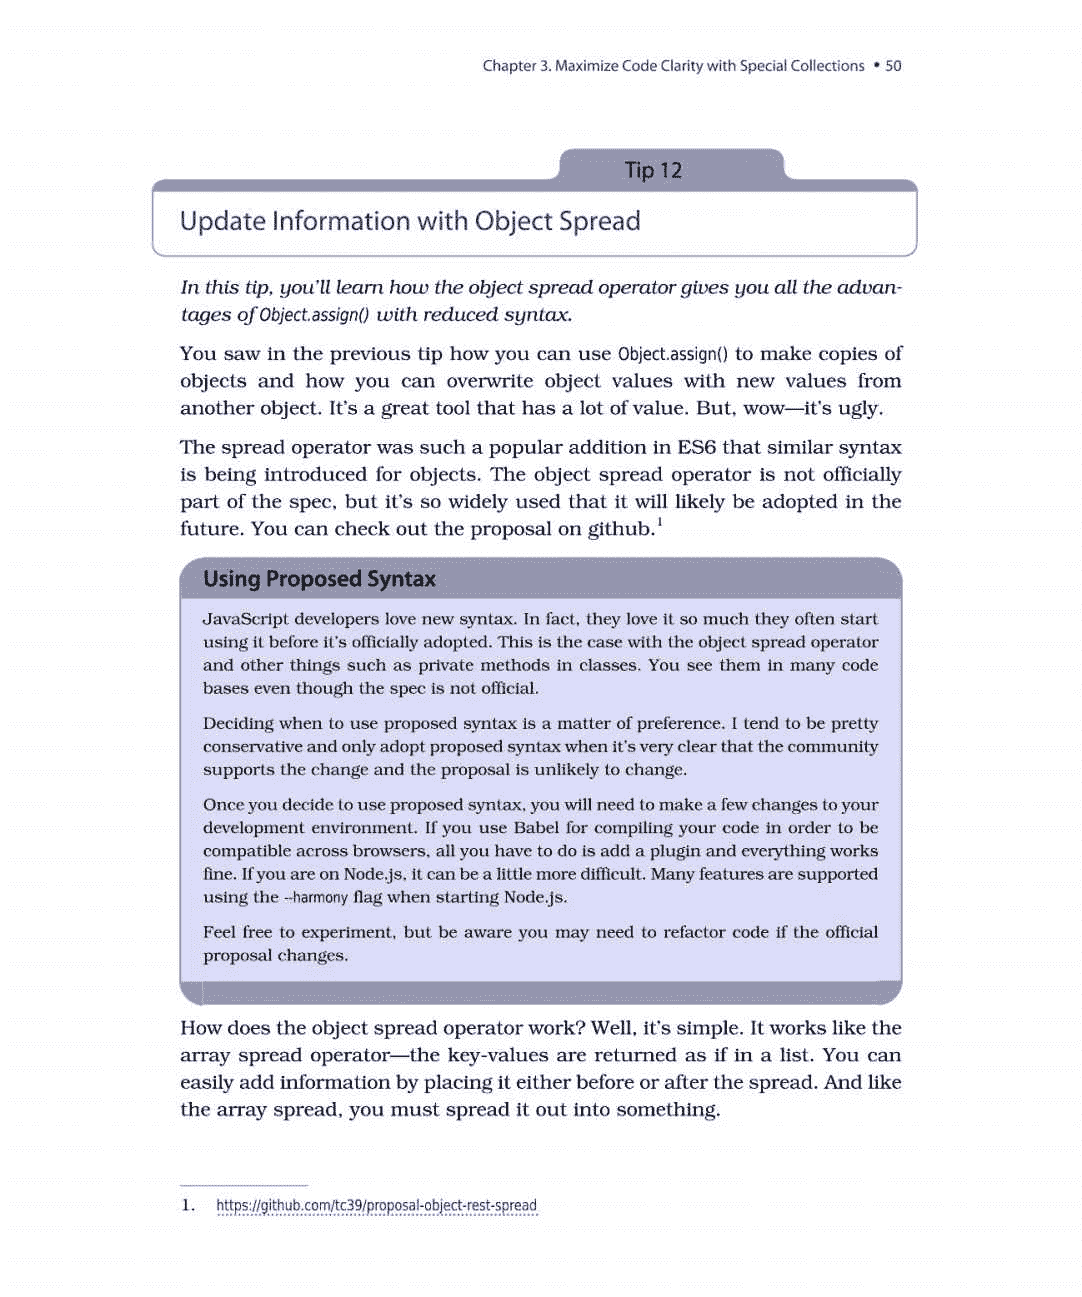 Chapter 3. Maximize Code Clarity with Special Collections • 50
Tip 12
Update Information with Object Spread
In this tip, you'll learn how the object spread operator gives you all the advan-
tages of Object.assign() with reduced syntax.
You saw in the previous tip how you can use Object.assign() to make copies of
objects and how you can overwrite object values with new values from
another object. It's a great tool that has a lot of value. But, wow—it's ugly.
The spread operator was such a popular addition in ES6 that similar syntax
is being introduced for objects. The object spread operator is not officially
part of the spec, but it's so widely used that it will likely be adopted in the
future. You can check out the proposal on github.1
Using Proposed Syntax
JavaScript developers love new syntax. In fact, they love it so much they often start
using it before it's officially adopted. This is the case with the object spread operator
and other things such as private methods in classes. You see them in many code
bases even though the spec is not official.
Deciding when to use proposed syntax is a matter of preference. I tend to be pretty
conservative and only adopt proposed syntax when it's very clear that the community
supports the change and the proposal is unlikely to change.
Once you decide to use proposed syntax, you will need to make a few changes to your
development environment. If you use Babel for compiling your code in order to be
compatible across browsers, all you have to do is add a plugin and everything works
fine. If you are on Node.js, it can be a little more difficult. Many features are supported
using the --harmony flag when starting Node.js.
Feel free to experiment, but be aware you may need to refactor code if the official
proposal changes.
How does the object spread operator work? Well, it's simple. It works like the
array spread operator—the key-values are returned as if in a list. You can
easily add information by placing it either before or after the spread. And like
the array spread, you must spread it out into something.
1. https://github.com/tc39/proposal-object-rest-spread